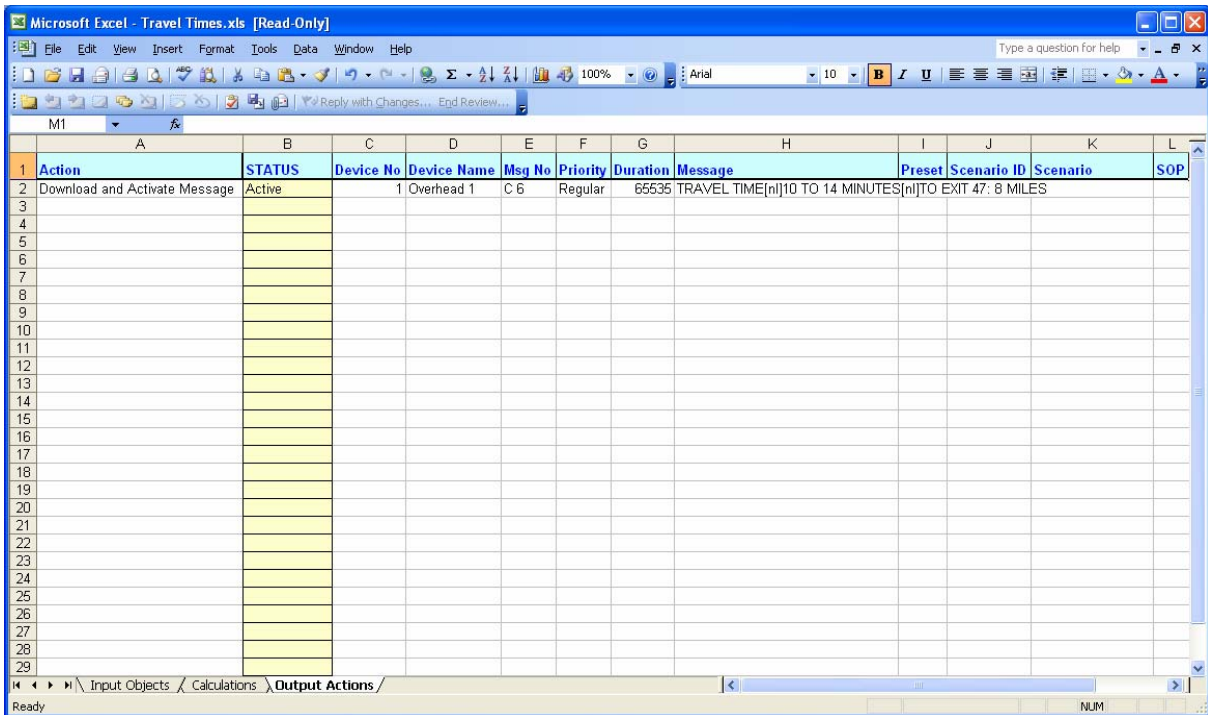 Microsoft Excel - Travel Times.xls [Read-Only]
File Edit View Insert Format Tools Data Window Help Type a question for help
100% Arial 10 B I U A
Reply with Changes... End Review...
M1 fx
A B C D E F G H I J K L
1 Action STATUS Device No Device Name Msg No Priority Duration Message Preset Scenario ID Scenario SOP
2 Download and Activate Message Active 1 Overhead 1 C 6 Regular 65535 TRAVEL TIME[nl]10 TO 14 MINUTES[nl]TO EXIT 47: 8 MILES
3
4
5
6
7
8
9
10
11
12
13
14
15
16
17
18
19
20
21
22
23
24
25
26
27
28
29
Input Objects Calculations Output Actions
Ready NUM